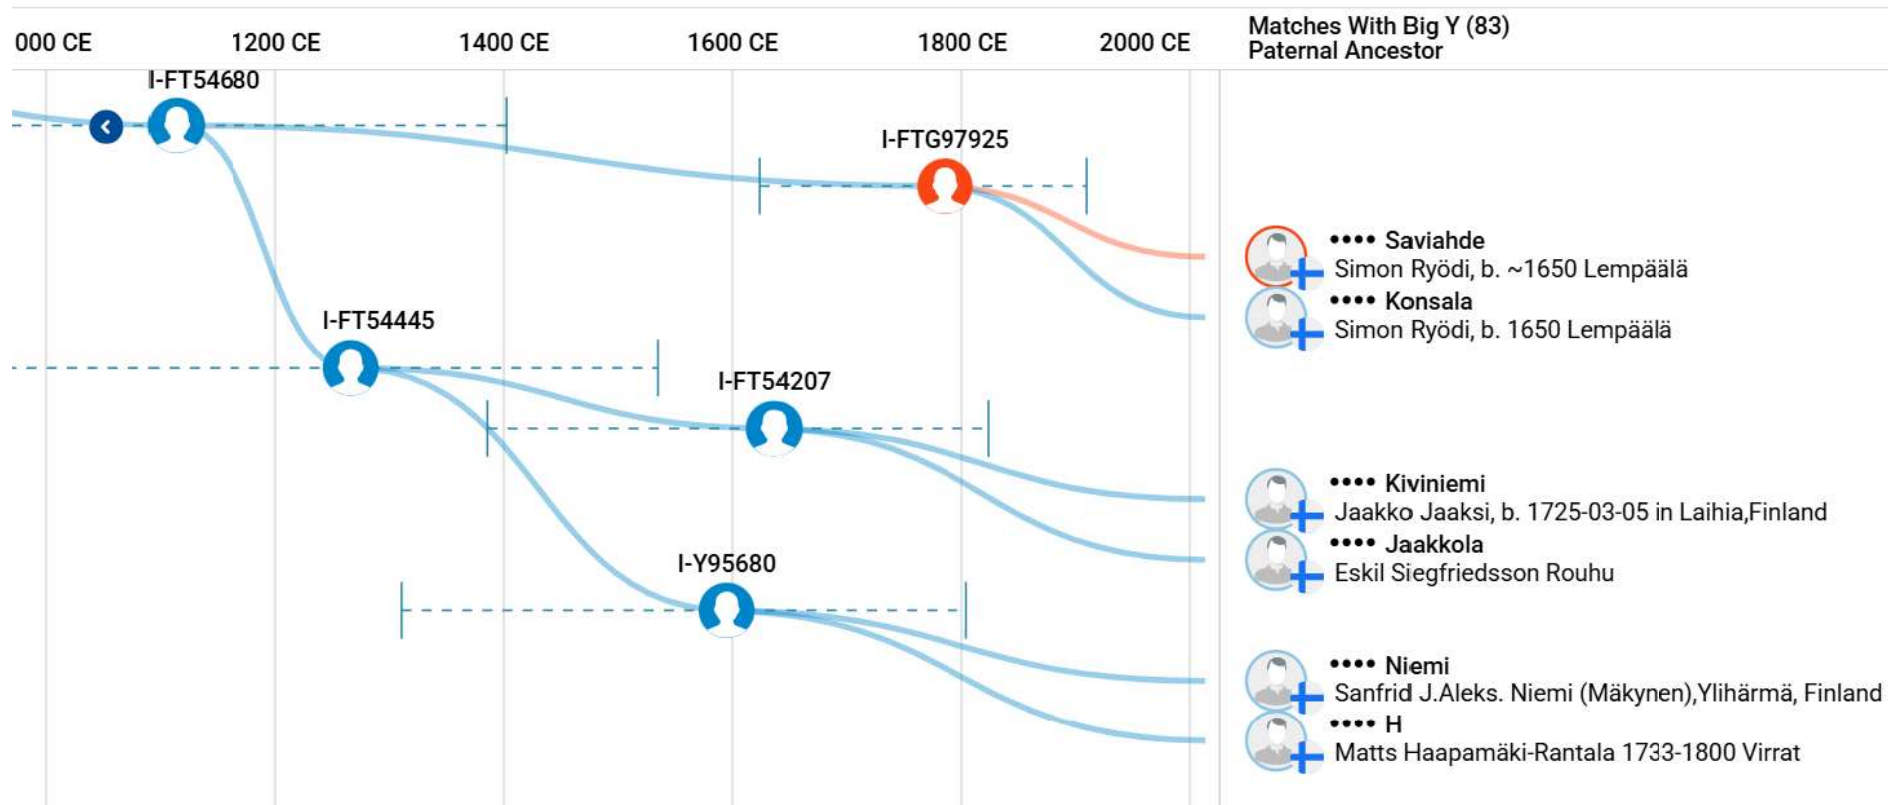 000 CE 1200 CE 1400 CE 1600 CE 1800 CE 2000 CE
Matches With Big Y (83)
Paternal Ancestor
I-FT54680
I-FTG97925
•••• Saviahde
Simon Ryödi, b. ~1650 Lempäälä
•••• Konsala
Simon Ryödi, b. 1650 Lempäälä
I-FT54445
I-FT54207
•••• Kiviniemi
Jaakko Jaaksi, b. 1725-03-05 in Laihia,Finland
•••• Jaakkola
Eskil Siegfriedsson Rouhu
I-Y95680
•••• Niemi
Sanfrid J.Aleks. Niemi (Mäkynen),Ylihärmä, Finland
•••• H
Matts Haapamäki-Rantala 1733-1800 Virrat